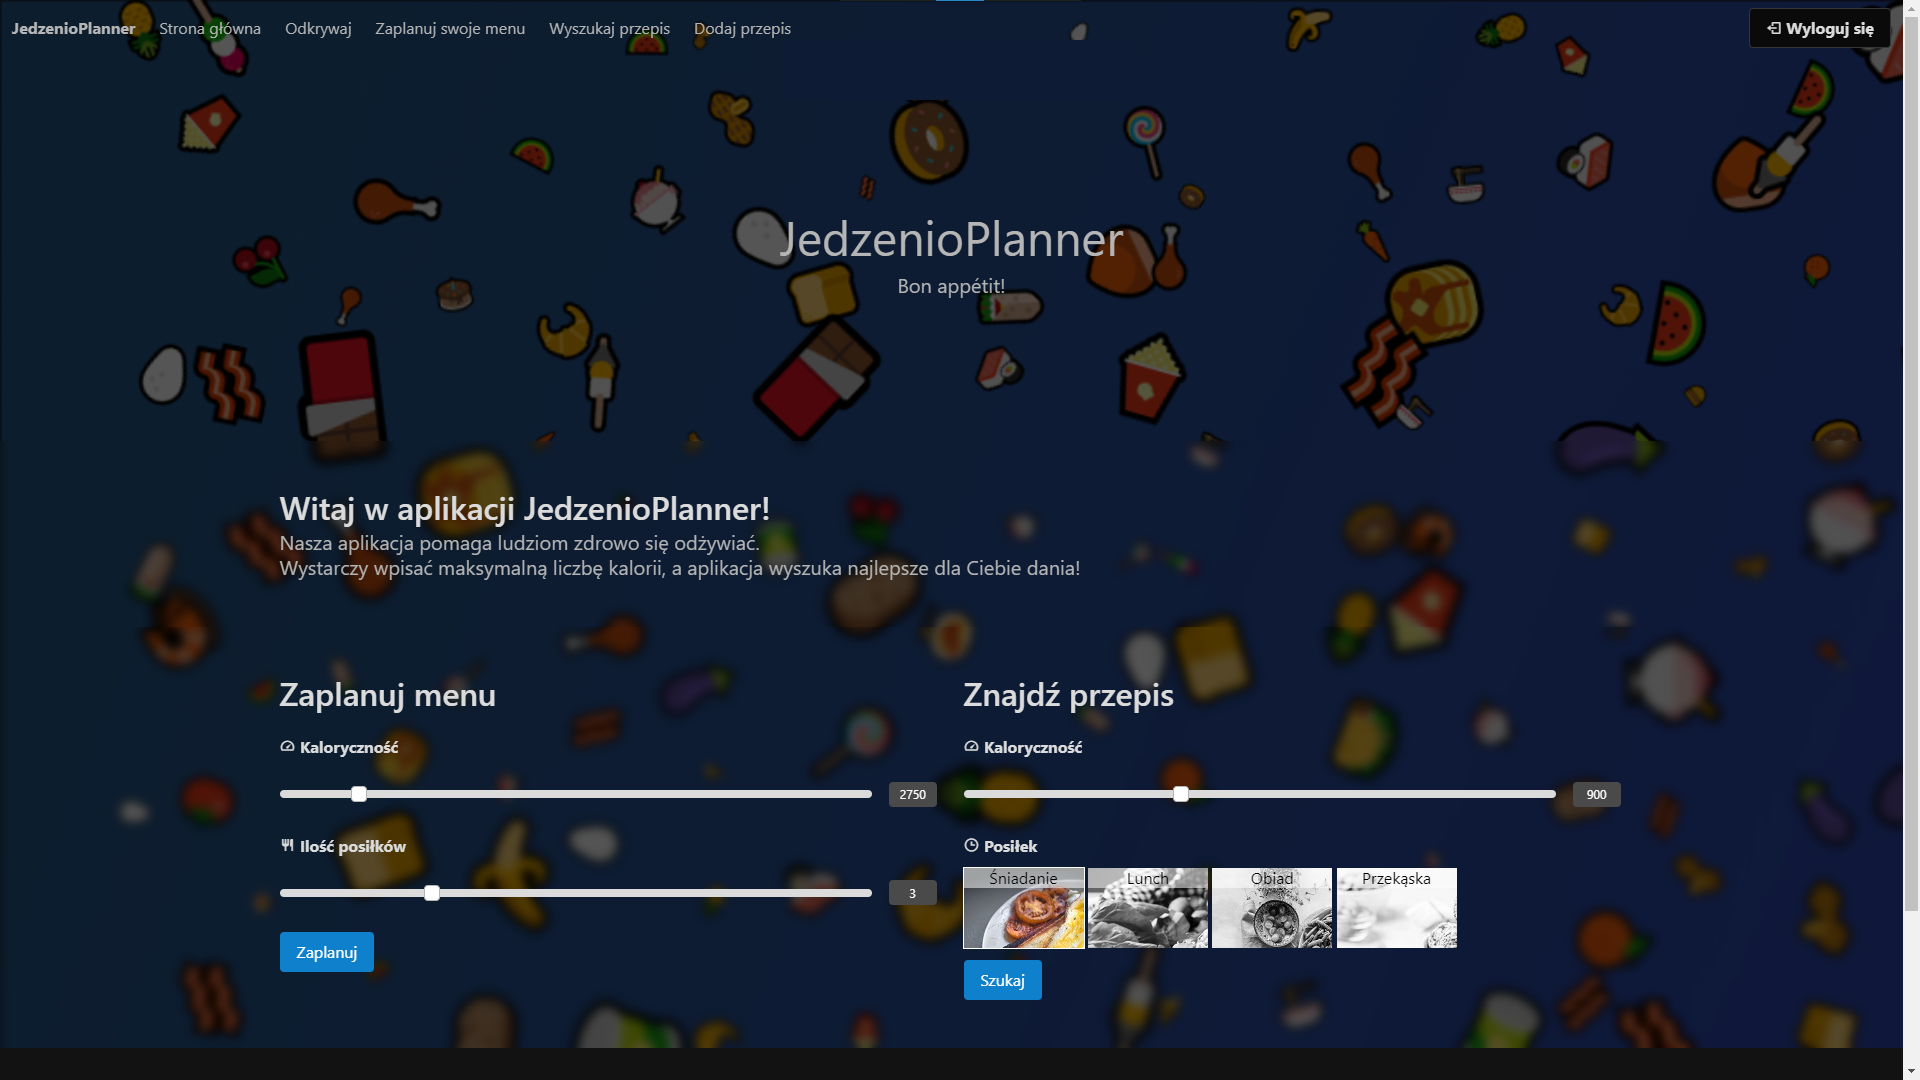 JedzenioPlanner Strona główna Odkrywaj Zaplanuj swoje menu Wyszukaj przepis Dodaj przepis Wyloguj się
JedzenioPlanner
Bon appétit!
Witaj w aplikacji JedzenioPlanner!
Nasza aplikacja pomaga ludziom zdrowo się odżywiać.
Wystarczy wpisać maksymalną liczbę kalorii, a aplikacja wyszuka najlepsze dla Ciebie dania!
Zaplanuj menu
Kaloryczność
2750
Ilość posiłków
3
Zaplanuj
Znajdź przepis
Kaloryczność
900
Posiłek
Śniadanie Lunch Obiad Przekąska
Szukaj